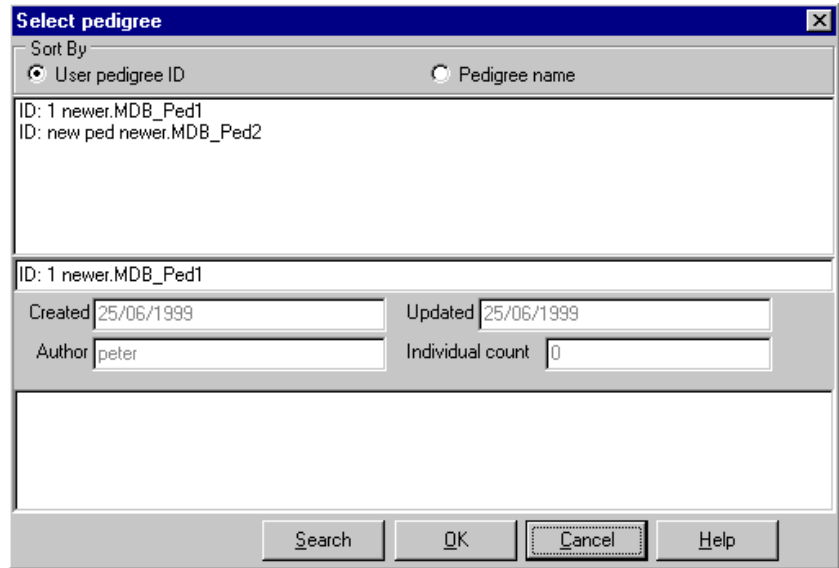 Select pedigree
Sort By
User pedigree ID Pedigree name
ID: 1 newer.MDB_Ped1
ID: new ped newer.MDB_Ped2
ID: 1 newer.MDB_Ped1
Created 25/06/1999 Updated 25/06/1999
Author peter Individual count 0
Search OK Cancel Help